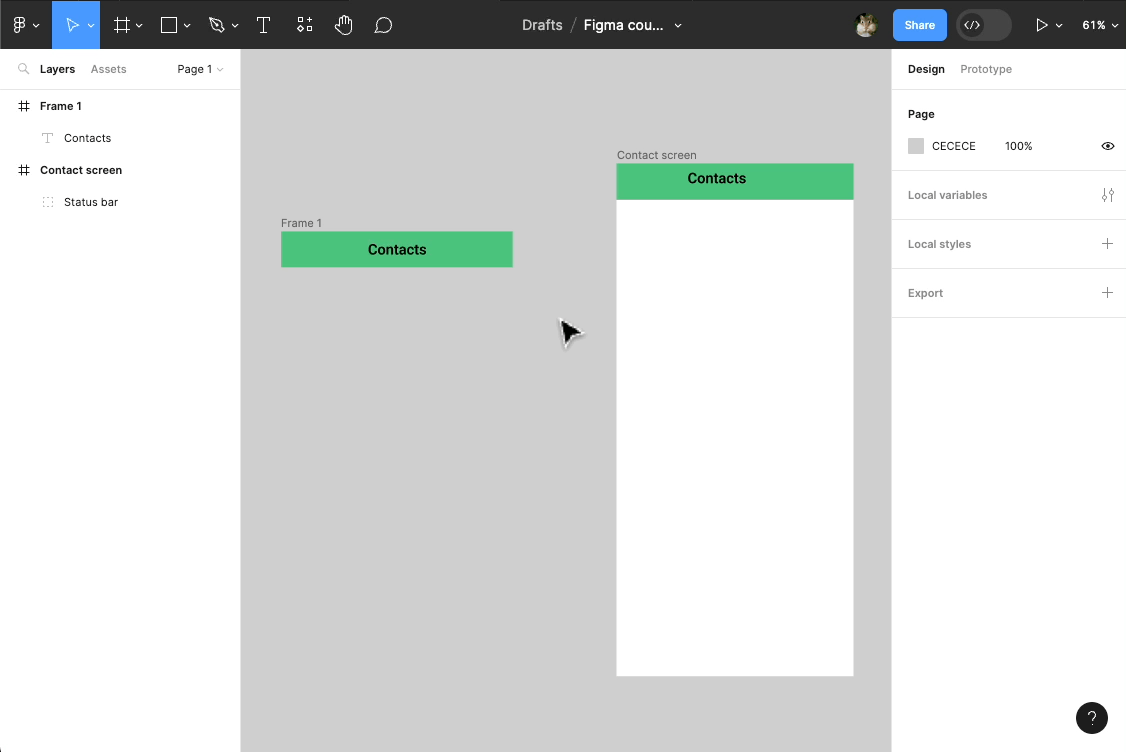 Drafts / Figma cou...
Share
61%
Layers
Assets
Page 1
Design
Prototype
Frame 1
Contacts
Contact screen
Status bar
Frame 1
Contacts
Contact screen
Contacts
Page
CECECE
100%
Local variables
Local styles
Export
?